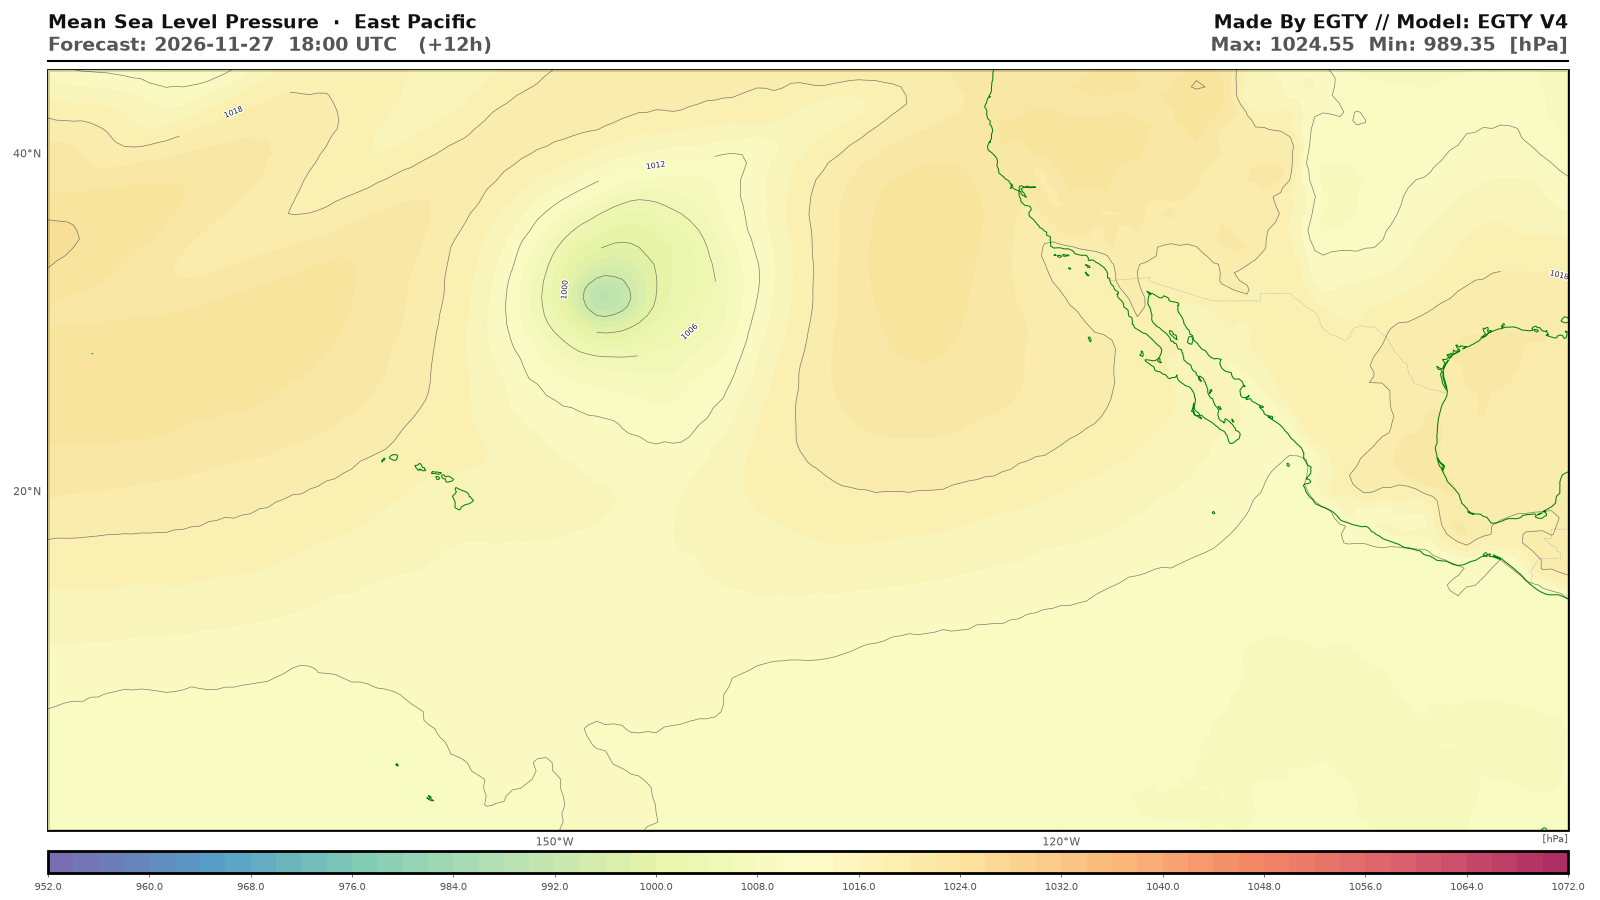 Mean Sea Level Pressure · East Pacific
Made By EGTY // Model: EGTY V4
Forecast: 2026-11-27 18:00 UTC (+12h)
Max: 1024.55 Min: 989.35 [hPa]
1018
40°N
1012
1018
1000
1006
20°N
150°W
120°W
[hPa]
952.0
960.0
968.0
976.0
984.0
992.0
1000.0
1008.0
1016.0
1024.0
1032.0
1040.0
1048.0
1056.0
1064.0
1072.0